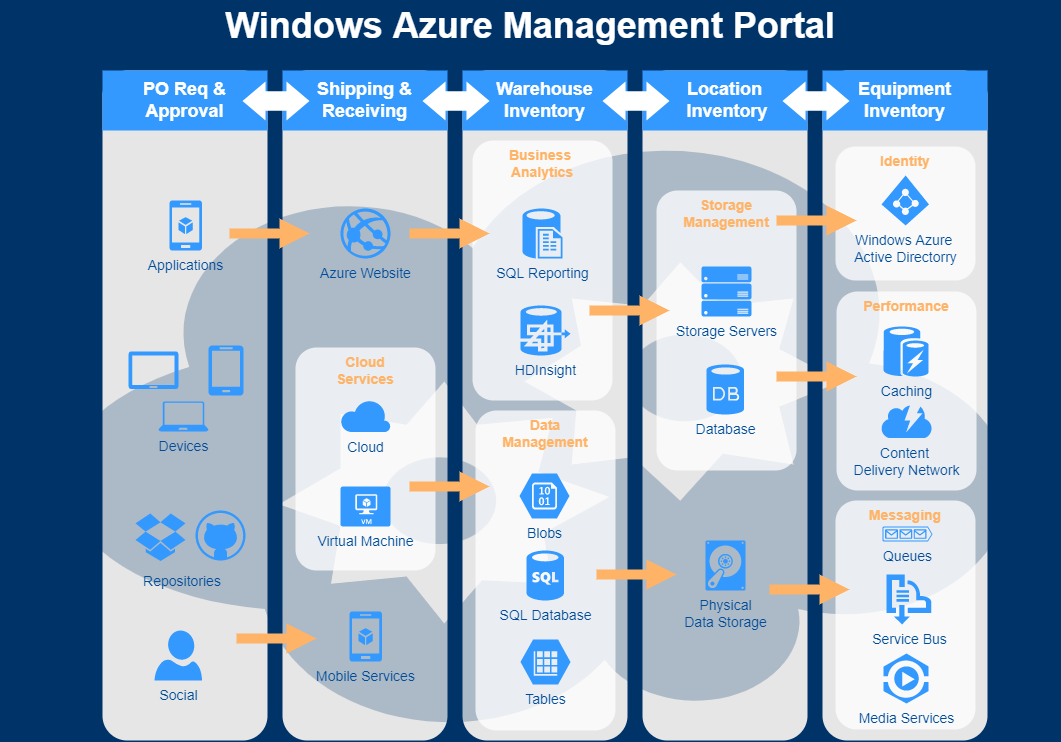 Windows Azure Management Portal
PO Req &
Approval
Shipping &
Receiving
Warehouse
Inventory
Location
Inventory
Equipment
Inventory
Applications
Devices
Repositories
Social
Azure Website
Cloud
Services
Cloud
VM
Virtual Machine
Mobile Services
Business
Analytics
SQL Reporting
HDInsight
Data
Management
10
01
Blobs
SQL
SQL Database
Tables
Storage
Management
Storage Servers
DB
Database
Physical
Data Storage
Identity
Windows Azure
Active Directory
Performance
Caching
Content
Delivery Network
Messaging
Queues
Service Bus
Media Services